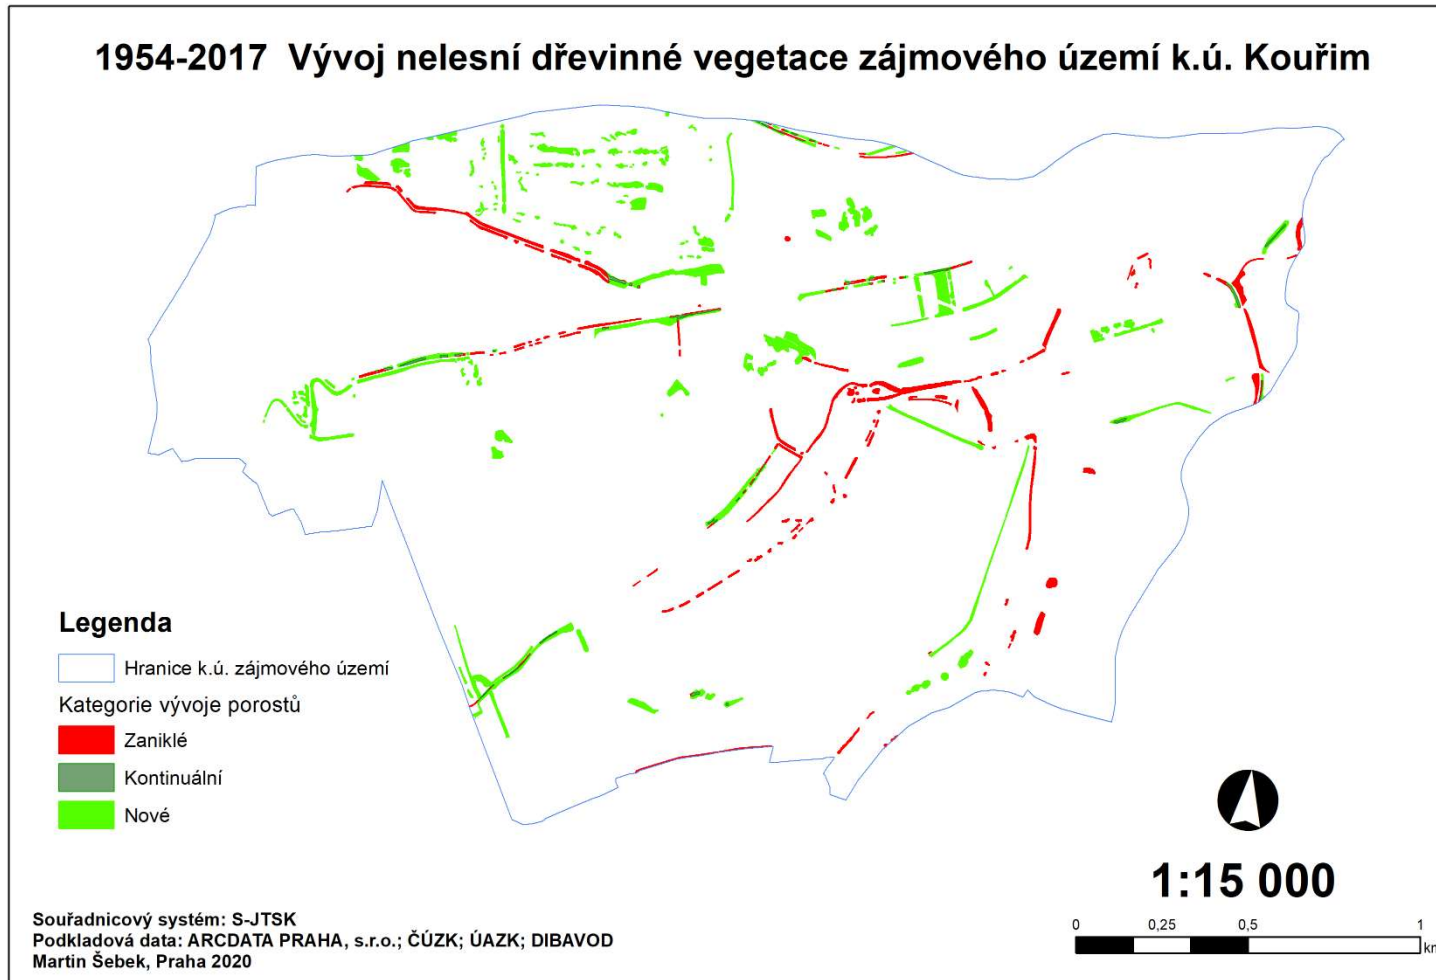 1954-2017 Vývoj nelesní dřevinné vegetace zájmového území k.ú. Kouřim
Legenda
Hranice k.ú. zájmového území
Kategorie vývoje porostů
Zaniklé
Kontinuální
Nové
1:15 000
0 0,25 0,5 1
km
Souřadnicový systém: S-JTSK
Podkladová data: ARCDATA PRAHA, s.r.o.; ČÚZK; ÚAZK; DIBAVOD
Martin Šebek, Praha 2020